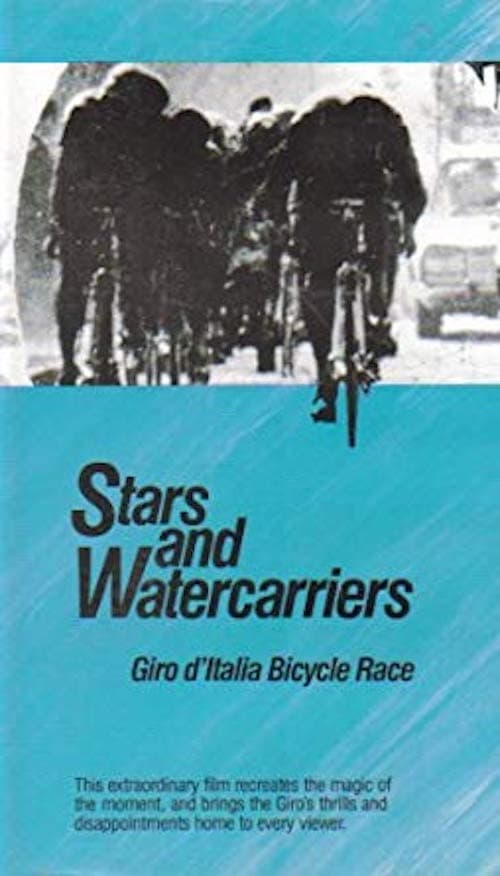 Stars
and
Watercarriers
Giro d'Italia Bicycle Race
This extraordinary film recreates the magic of
the moment, and brings the Giro's thrills and
disappointments home to every viewer.